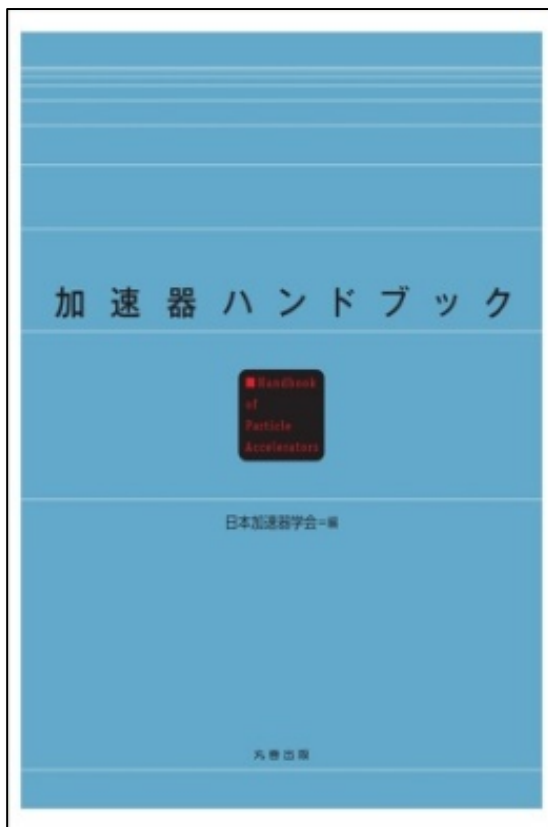 加速器ハンドブック
Handbook
of
Particle
Accelerators
日本加速器学会=編
丸善出版